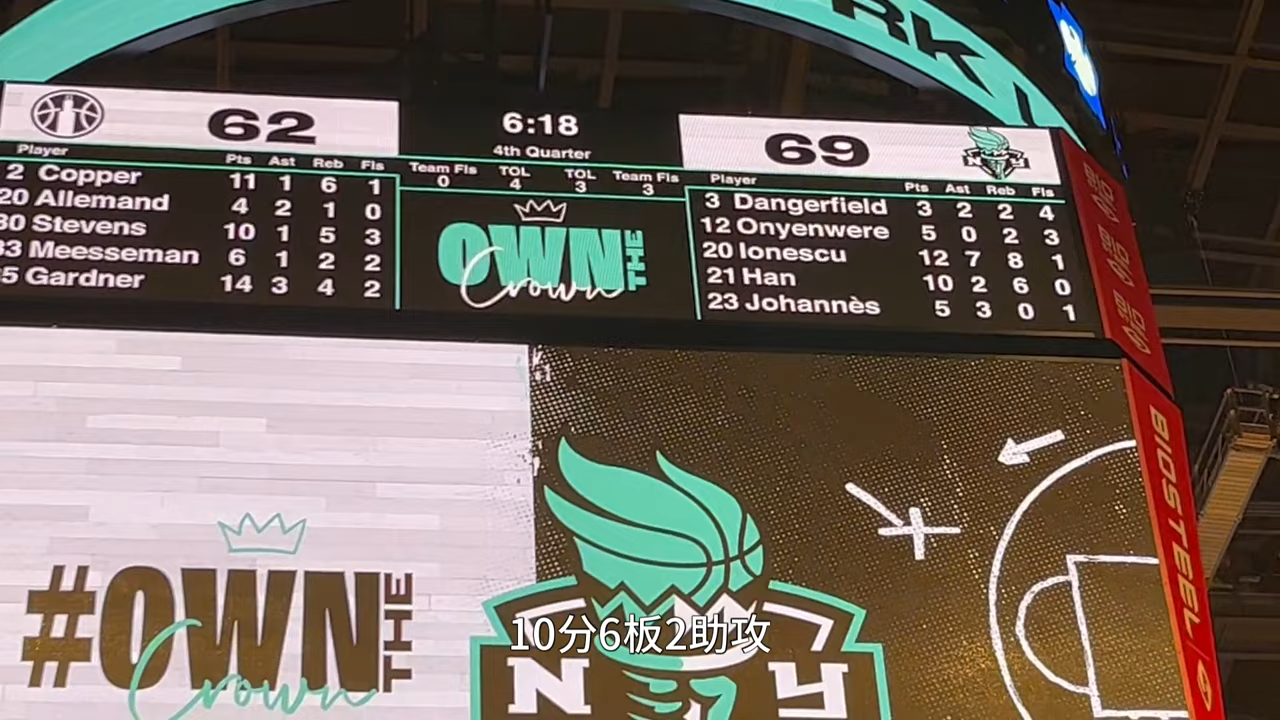 RK
62
6:18
4th Quarter
69
Player Pts Ast Reb Fls
2 Copper 11 1 6 1
20 Allemand 4 2 1 0
30 Stevens 10 1 5 3
33 Meesseman 6 1 2 2
5 Gardner 14 3 4 2
Team Fls TOL TOL Team Fls
0 4 3 3
OWN THE
Crown
Player Pts Ast Reb Fls
3 Dangerfield 3 2 2 4
12 Onyenwere 5 0 2 3
20 Ionescu 12 7 8 1
21 Han 10 2 6 0
23 Johannès 5 3 0 1
#OWN THE
Crown
NY
10分6板2助攻
BIOSTEEL